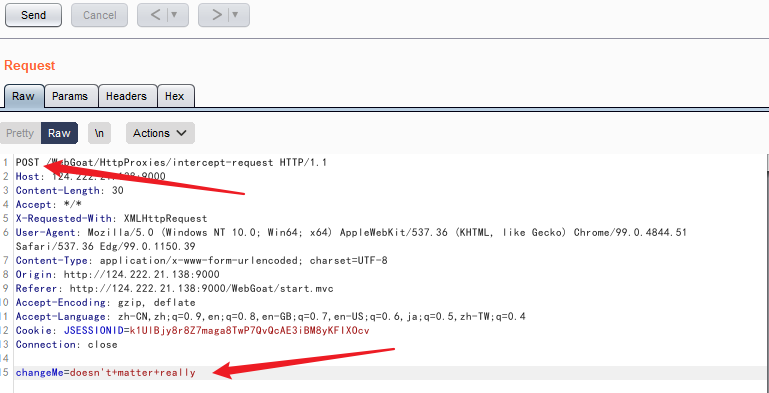 Send Cancel < | ▼ > | ▼
Request
Raw Params Headers Hex
Pretty Raw \n Actions
1 POST /WebGoat/HttpProxies/intercept-request HTTP/1.1
2 Host: 124.222.21.138:9000
3 Content-Length: 30
4 Accept: */*
5 X-Requested-With: XMLHttpRequest
6 User-Agent: Mozilla/5.0 (Windows NT 10.0; Win64; x64) AppleWebKit/537.36 (KHTML, like Gecko) Chrome/99.0.4844.51
Safari/537.36 Edg/99.0.1150.39
7 Content-Type: application/x-www-form-urlencoded; charset=UTF-8
8 Origin: http://124.222.21.138:9000
9 Referer: http://124.222.21.138:9000/WebGoat/start.mvc
10 Accept-Encoding: gzip, deflate
11 Accept-Language: zh-CN,zh;q=0.9,en;q=0.8,en-GB;q=0.7,en-US;q=0.6,ja;q=0.5,zh-TW;q=0.4
12 Cookie: JSESSIONID=k1UlBjy8r8Z7maga8TwP7QvQcAE3iBM8yKFlXOcv
13 Connection: close
14
15 changeMe=doesn't+matter+really